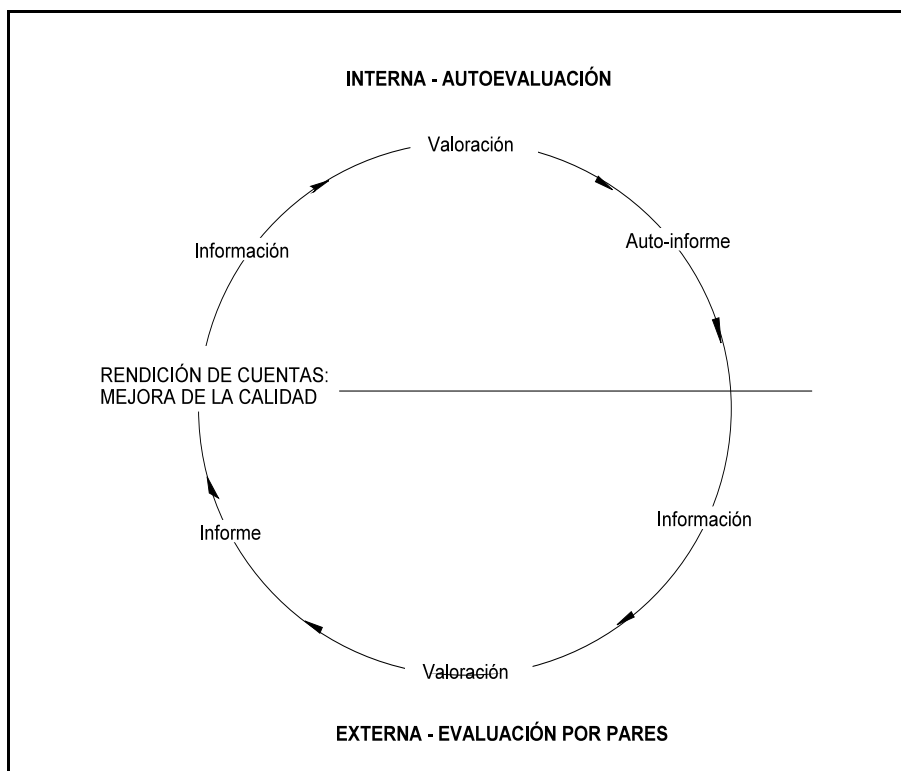 INTERNA - AUTOEVALUACIÓN
Valoración
Auto-informe
Información
RENDICIÓN DE CUENTAS:
MEJORA DE LA CALIDAD
Información
Informe
Valoración
EXTERNA - EVALUACIÓN POR PARES